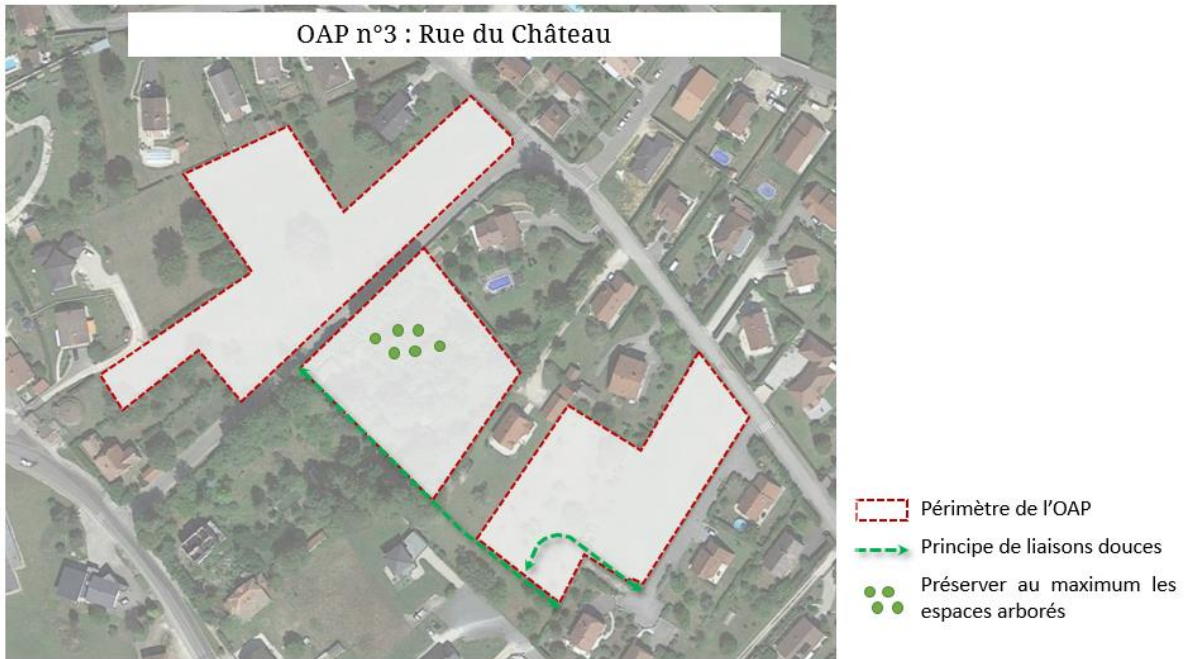 OAP n°3 : Rue du Château
Périmètre de l’OAP
Principe de liaisons douces
Préserver au maximum les
espaces arborés